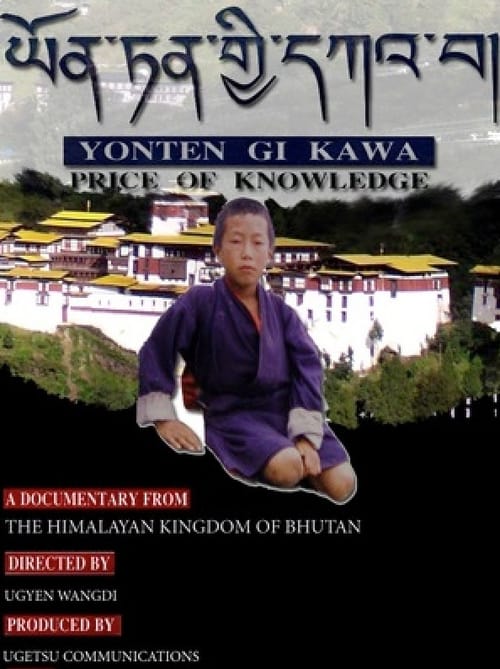 ཡོན་ཏན་གྱི་དཀའ་བ།
YONTEN GI KAWA
PRICE OF KNOWLEDGE
A DOCUMENTARY FROM
THE HIMALAYAN KINGDOM OF BHUTAN
DIRECTED BY
UGYEN WANGDI
PRODUCED BY
UGETSU COMMUNICATIONS